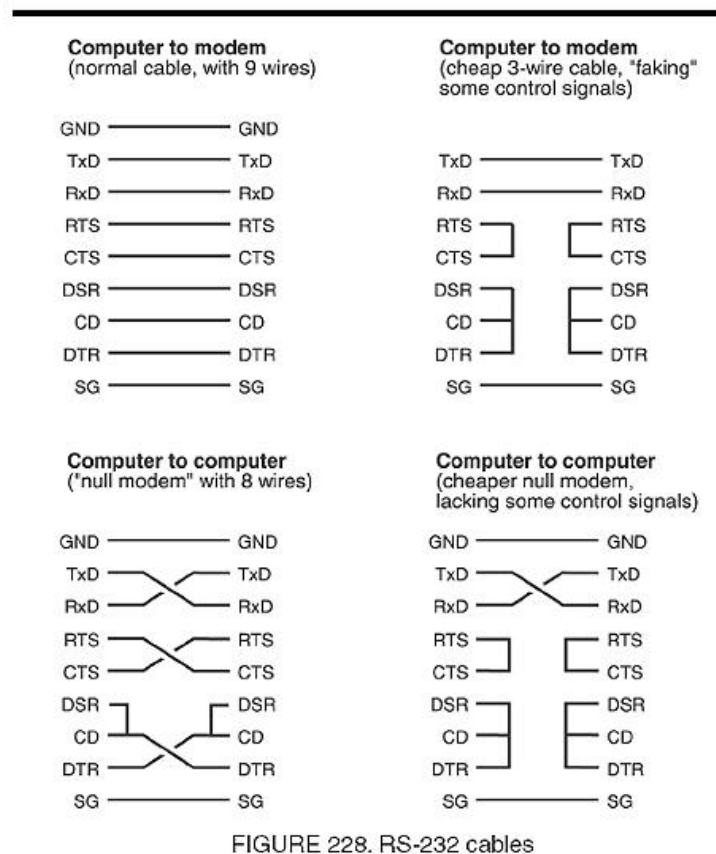 Computer to modem
(normal cable, with 9 wires)
GND GND
TxD TxD
RxD RxD
RTS RTS
CTS CTS
DSR DSR
CD CD
DTR DTR
SG SG
Computer to modem
(cheap 3-wire cable, "faking"
some control signals)
TxD TxD
RxD RxD
RTS RTS
CTS CTS
DSR DSR
CD CD
DTR DTR
SG SG
Computer to computer
("null modem" with 8 wires)
GND GND
TxD TxD
RxD RxD
RTS RTS
CTS CTS
DSR DSR
CD CD
DTR DTR
SG SG
Computer to computer
(cheaper null modem,
lacking some control signals)
GND GND
TxD TxD
RxD RxD
RTS RTS
CTS CTS
DSR DSR
CD CD
DTR DTR
SG SG
FIGURE 228. RS-232 cables